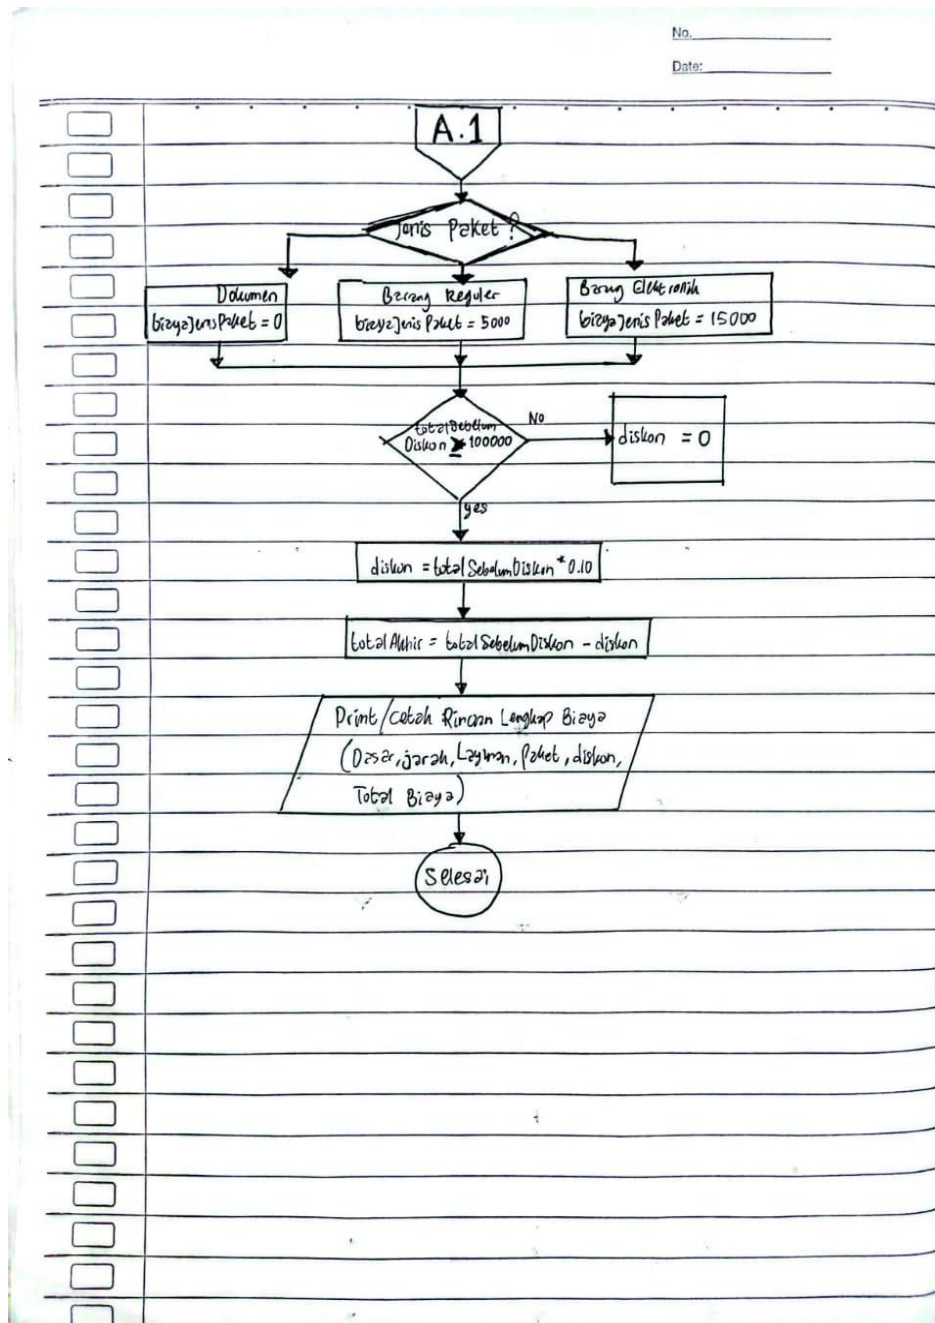 No.
Date:
A.1
Jenis Paket?
Dokumen
biayaJenisPaket = 0
Barang Reguler
biayaJenisPaket = 5000
Barang Elektronik
biayaJenisPaket = 15000
totalSebelum
Diskon ≥ 100000
No
diskon = 0
yes
diskon = totalSebelumDiskon * 0.10
totalAkhir = totalSebelumDiskon - diskon
Print/cetak Rincian Lengkap Biaya
(Dasar, jarak, Layanan, Paket, diskon,
Total Biaya)
Selesai